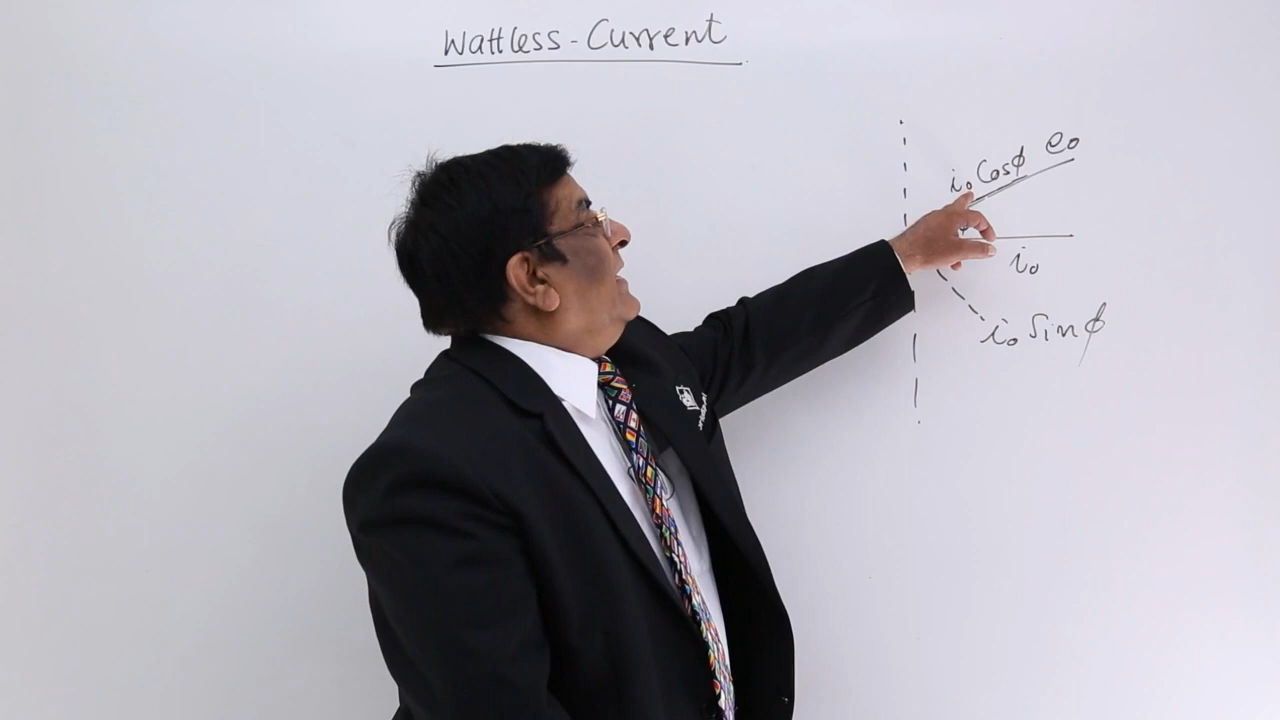 Wattless - Current
i₀ Cosϕ e₀
i₀
i₀ Sinϕ